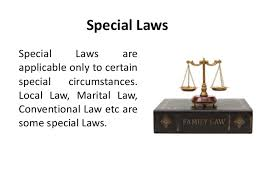 Special Laws
Special Laws are
applicable only to certain
special circumstances.
Local Law, Marital Law,
Conventional Law etc are
some special Laws.
FAMILY LAW